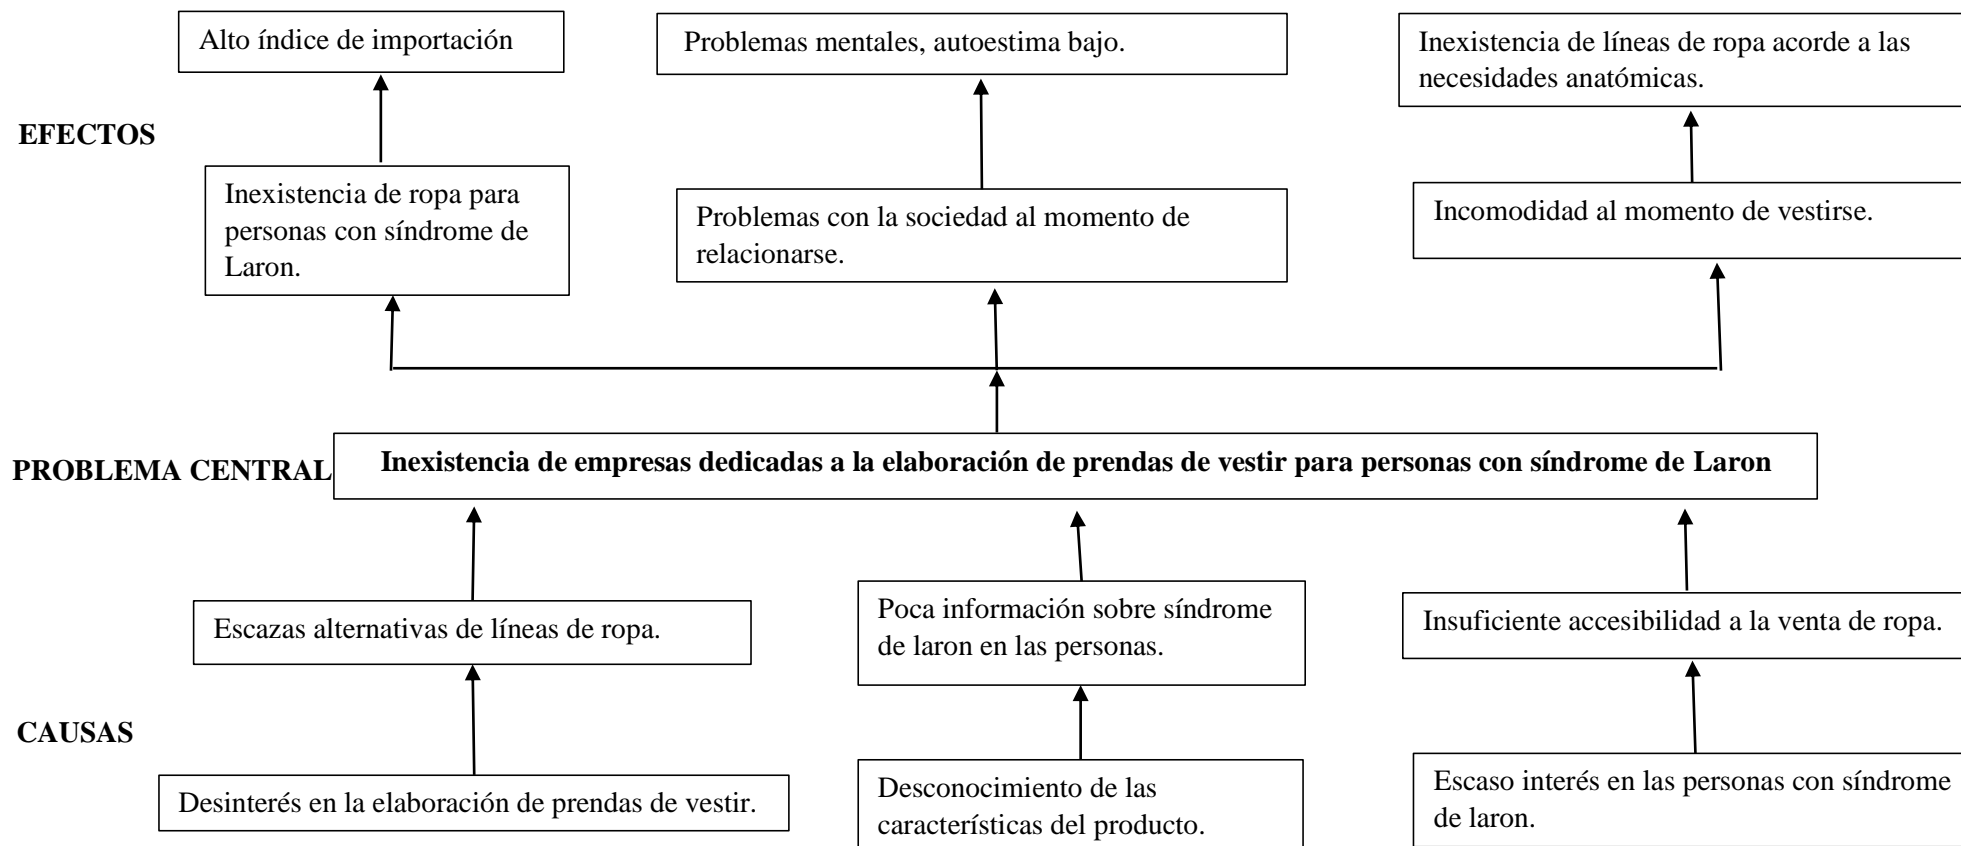 Alto índice de importación
Problemas mentales, autoestima bajo.
Inexistencia de líneas de ropa acorde a las
necesidades anatómicas.
EFECTOS
Inexistencia de ropa para
personas con síndrome de
Laron.
Problemas con la sociedad al momento de
relacionarse.
Incomodidad al momento de vestirse.
PROBLEMA CENTRAL
Inexistencia de empresas dedicadas a la elaboración de prendas de vestir para personas con síndrome de Laron
Escazas alternativas de líneas de ropa.
Poca información sobre síndrome
de laron en las personas.
Insuficiente accesibilidad a la venta de ropa.
CAUSAS
Desinterés en la elaboración de prendas de vestir.
Desconocimiento de las
características del producto.
Escaso interés en las personas con síndrome
de laron.